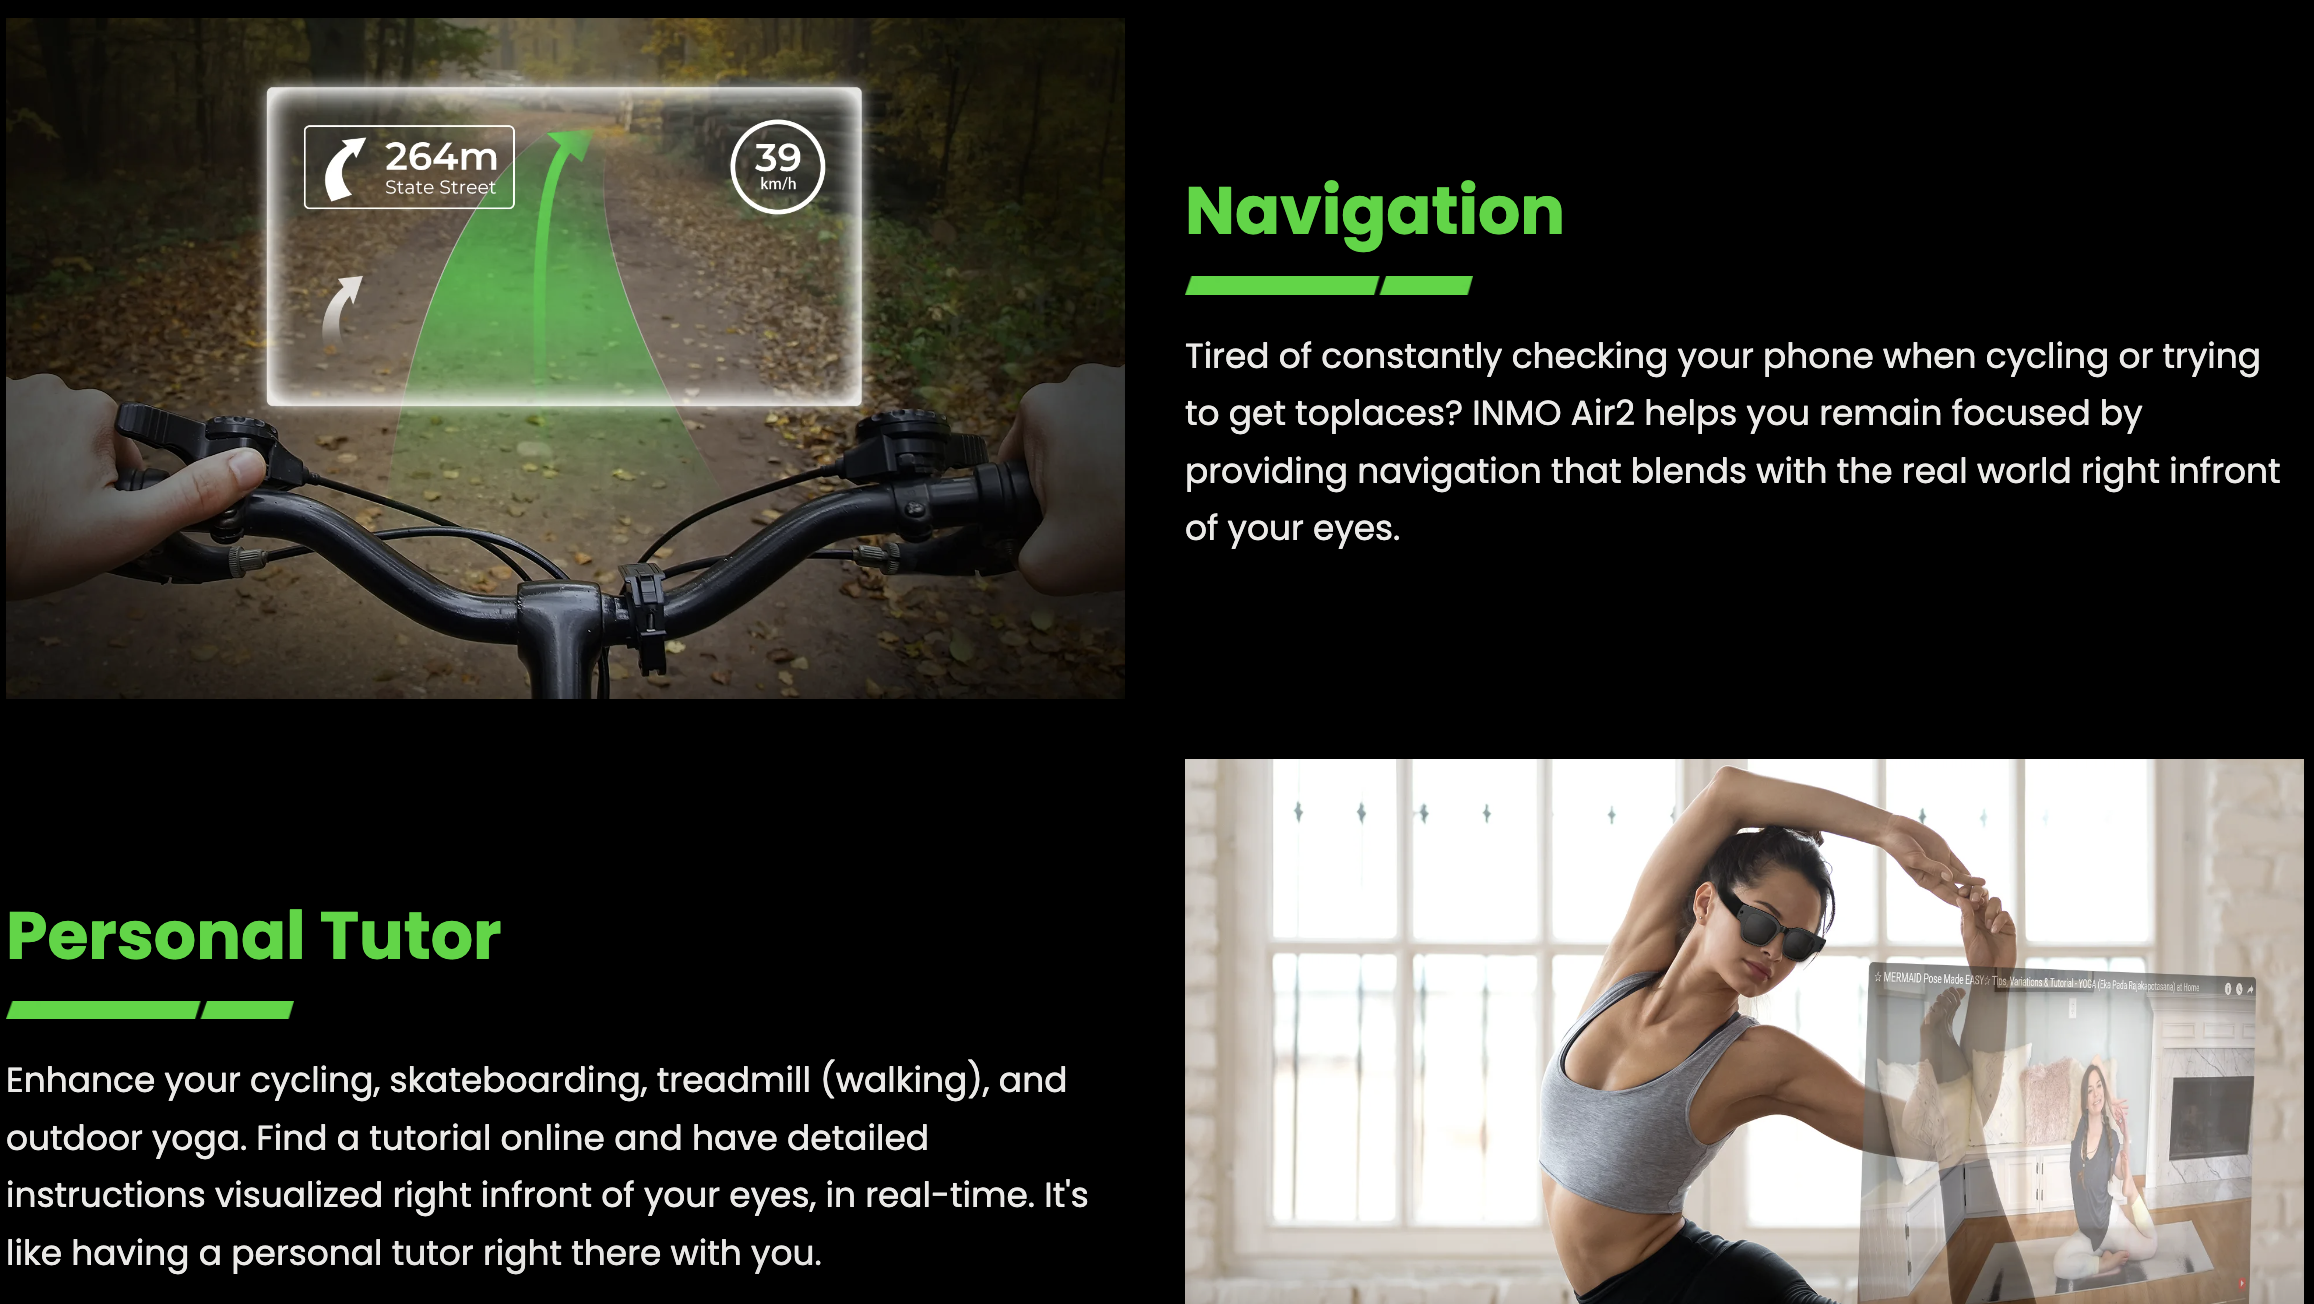 264m
State Street
39
km/h
Navigation
Tired of constantly checking your phone when cycling or trying
to get toplaces? INMO Air2 helps you remain focused by
providing navigation that blends with the real world right infront
of your eyes.
Personal Tutor
Enhance your cycling, skateboarding, treadmill (walking), and
outdoor yoga. Find a tutorial online and have detailed
instructions visualized right infront of your eyes, in real-time. It's
like having a personal tutor right there with you.
☆ MERMAID Pose Made EASY☆ Tips, Variations & Tutorial - YOGA (Eka Pada Rajakapotasana) at Home